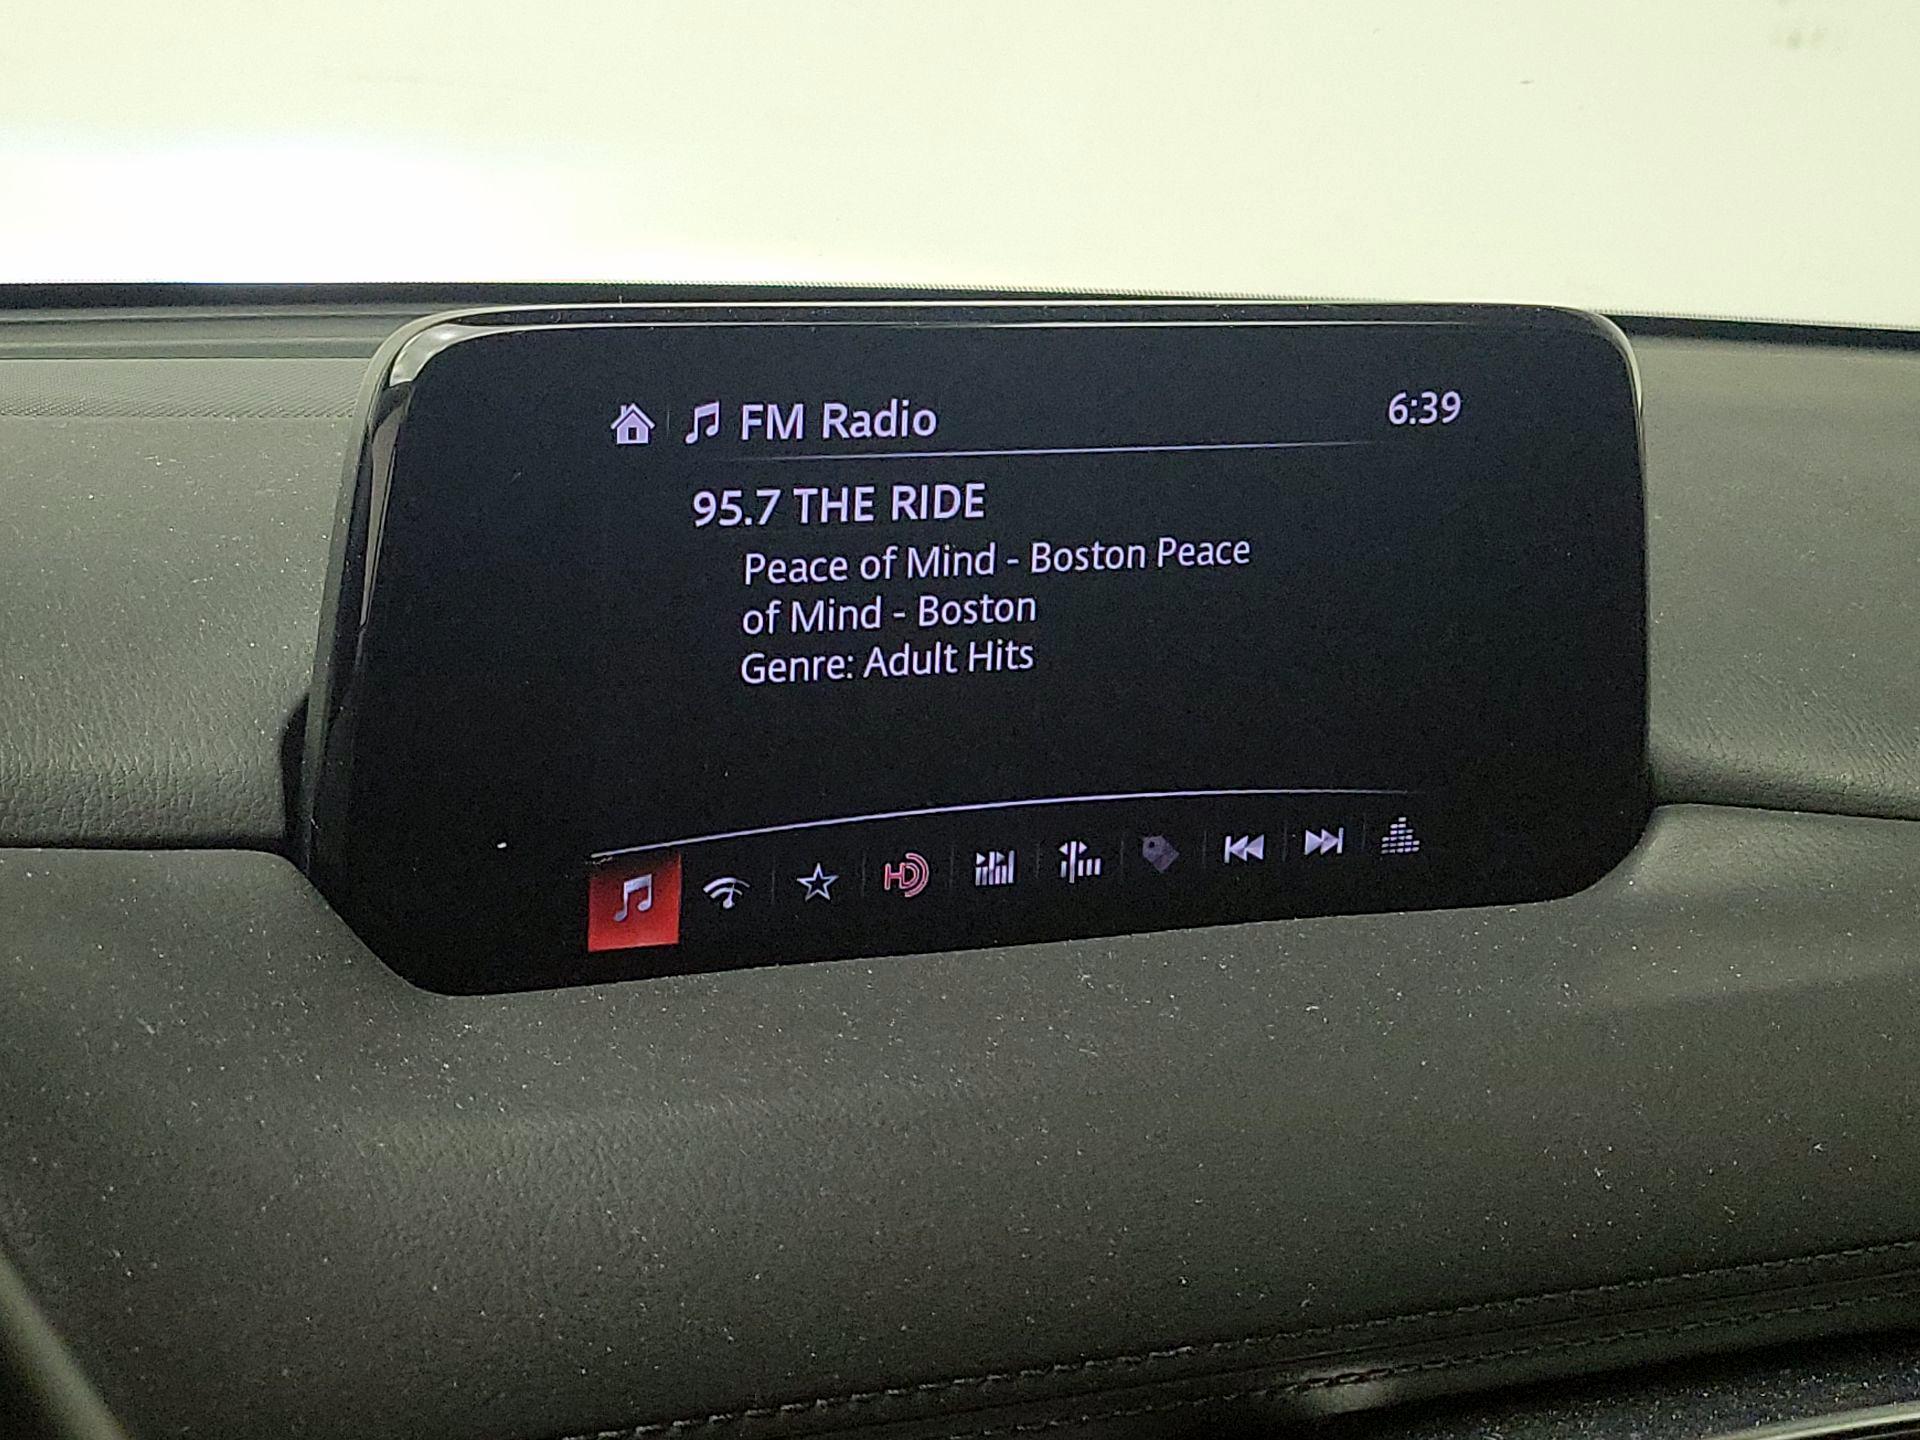 FM Radio 6:39
95.7 THE RIDE
Peace of Mind - Boston Peace
of Mind - Boston
Genre: Adult Hits
HD